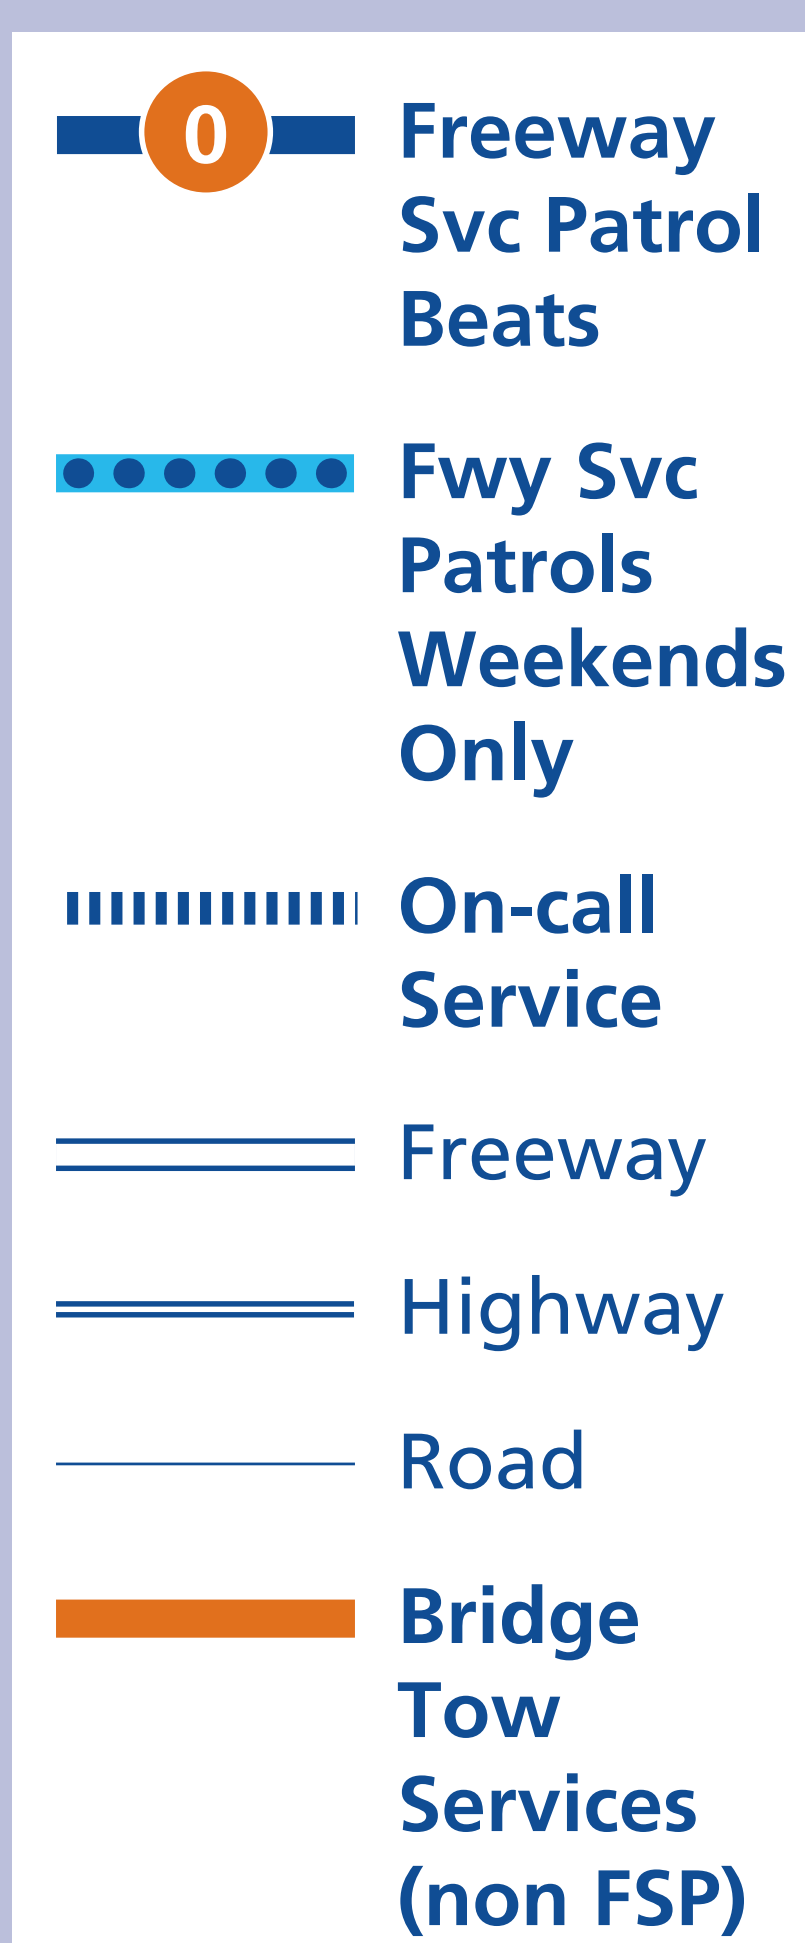 0 Freeway
Svc Patrol
Beats
Fwy Svc
Patrols
Weekends
Only
On-call
Service
Freeway
Highway
Road
Bridge
Tow
Services
(non FSP)